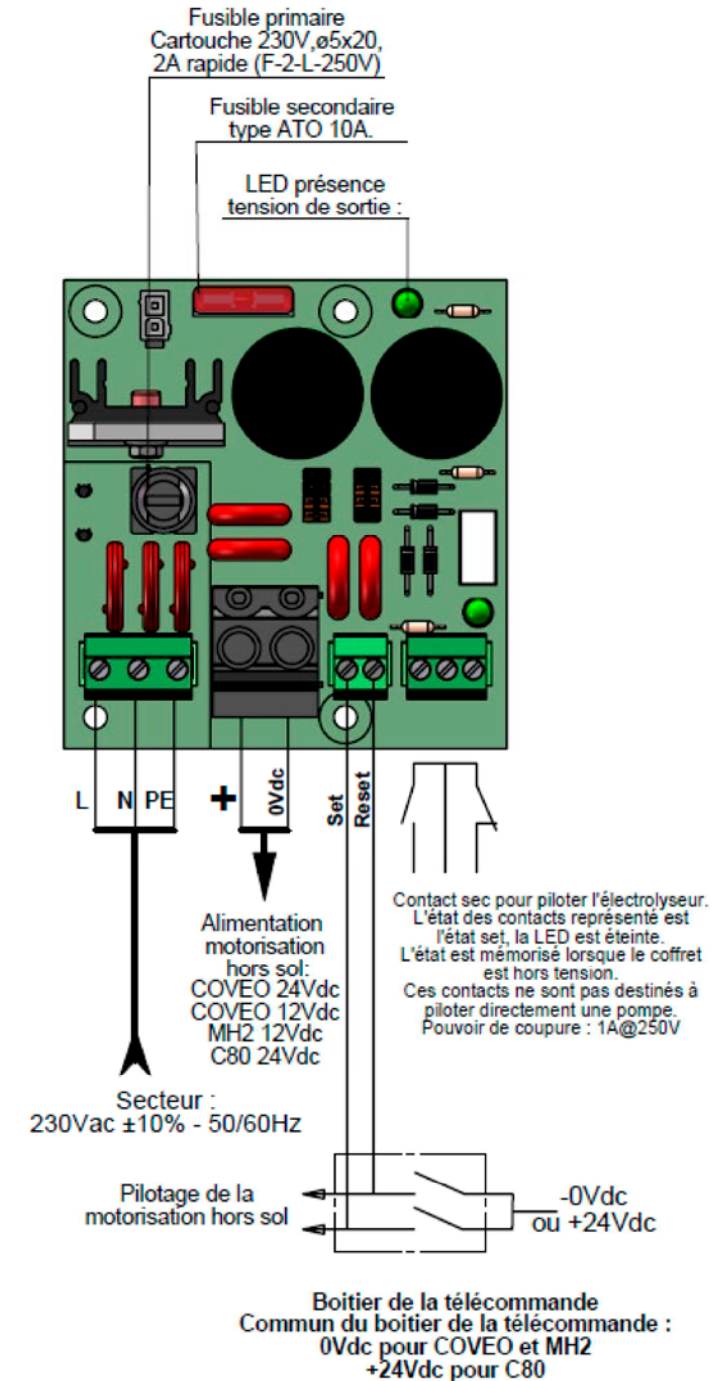 Fusible primaire
Cartouche 230V,ø5x20,
2A rapide (F-2-L-250V)
Fusible secondaire
type ATO 10A.
LED présence
tension de sortie :
L N PE + 0Vdc Set Reset
Alimentation
motorisation
hors sol:
COVEO 24Vdc
COVEO 12Vdc
MH2 12Vdc
C80 24Vdc
Contact sec pour piloter l'électrolyseur.
L'état des contacts représenté est
l'état set, la LED est éteinte.
L'état est mémorisé lorsque le coffret
est hors tension.
Ces contacts ne sont pas destinés à
piloter directement une pompe.
Pouvoir de coupure : 1A@250V
Secteur :
230Vac ±10% - 50/60Hz
Pilotage de la
motorisation hors sol
-0Vdc
ou +24Vdc
Boitier de la télécommande
Commun du boitier de la télécommande :
0Vdc pour COVEO et MH2
+24Vdc pour C80